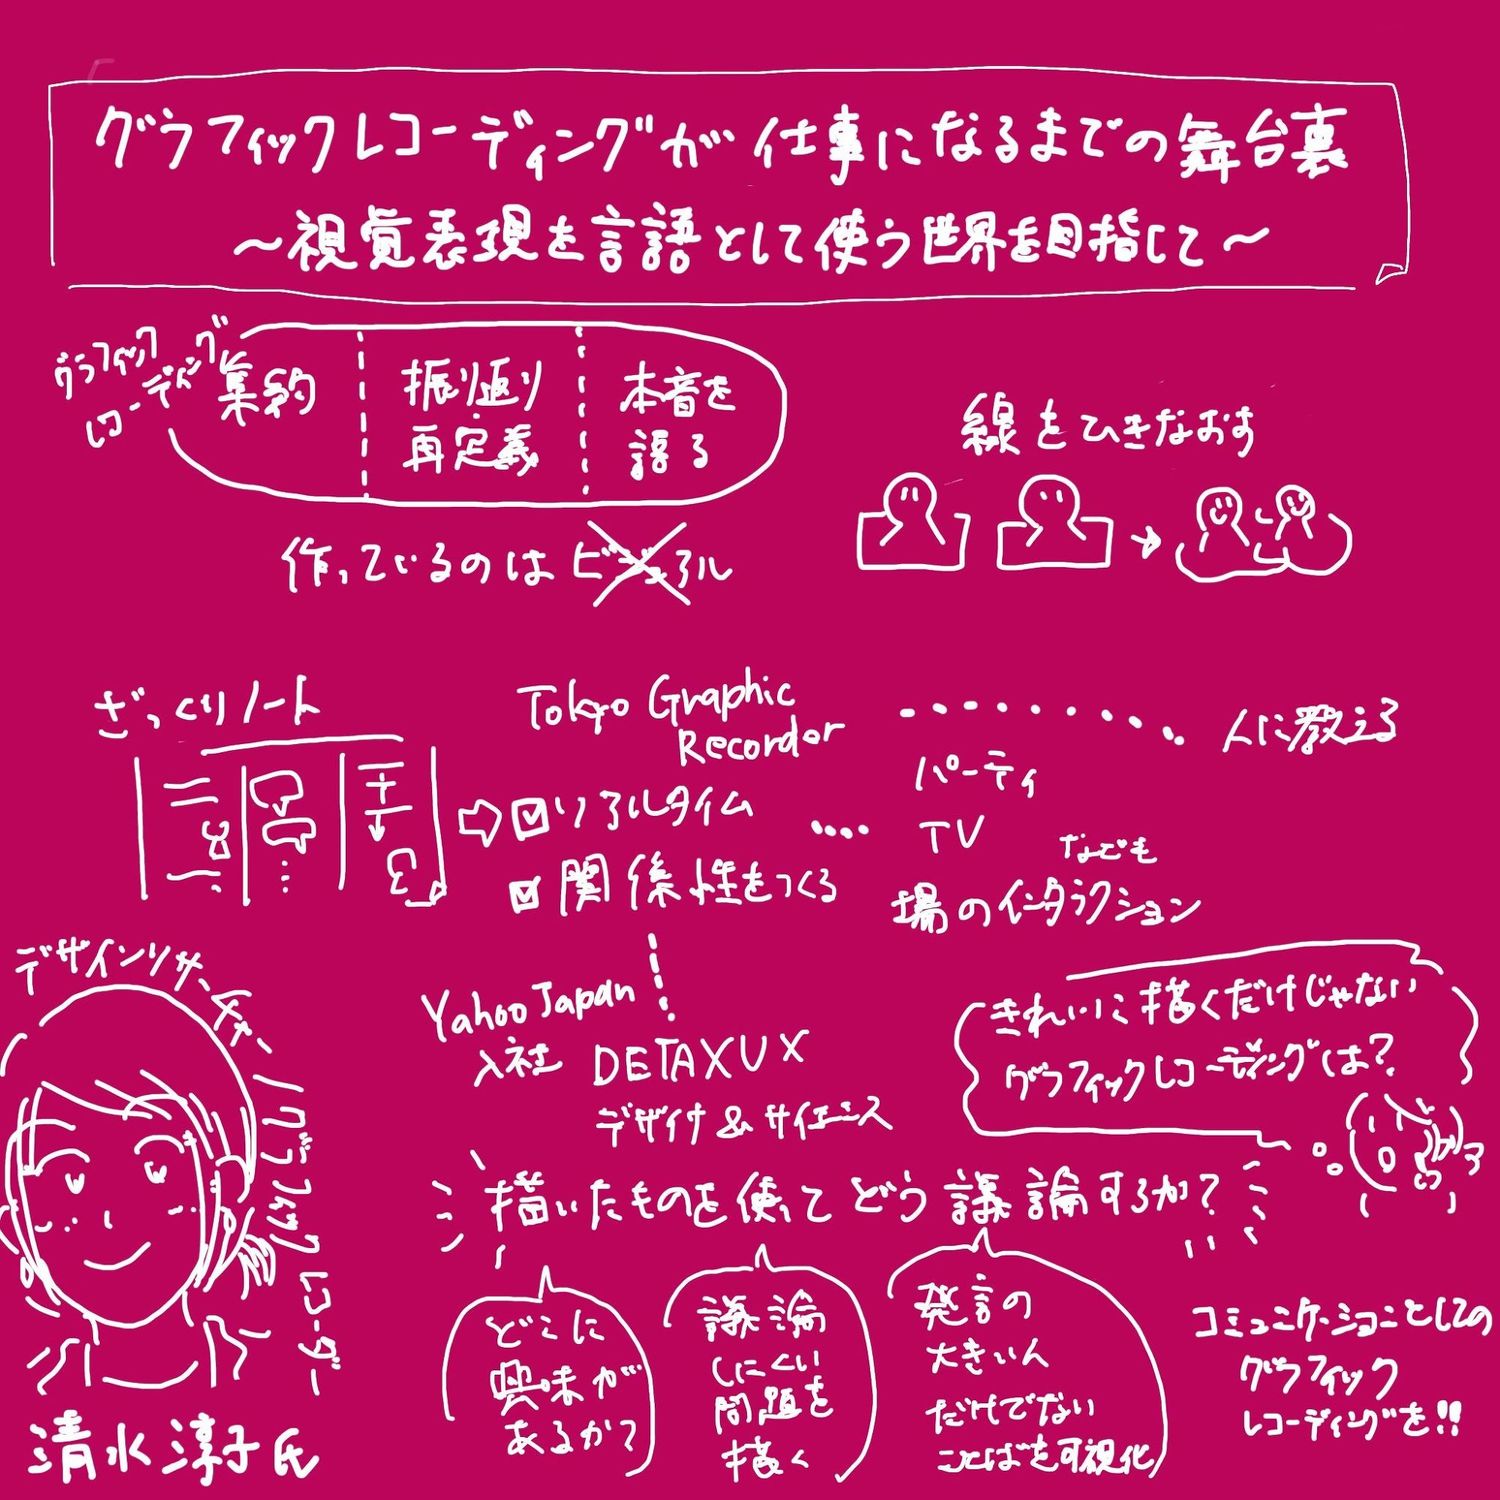 グラフィックレコーディングが仕事になるまでの舞台裏
～視覚表現を言語として使う世界を目指して～
グラフィック
レコーディング
集約
振り返り
再定義
本音を
語る
作っているのはビジュアル
線をひきなおす
ざっくりノート
Tokyo Graphic
Recorder
人に教える
リアルタイム
関係性をつくる
パーティ
TV
なども
場のインタラクション
Yahoo Japan
入社
DETAXUX
デザイナ&サイエンス
きれいに描くだけじゃない
グラフィックレコーディングは?
描いたものを使ってどう議論するか?
どこに
興味が
あるか?
議論
しにくい
問題を
描く
発言の
大きい人
だけでない
ことばを可視化
コミュニケーションとしての
グラフィック
レコーディングを!!
デザインリサーチャー/グラフィックレコーダー
清水淳子氏